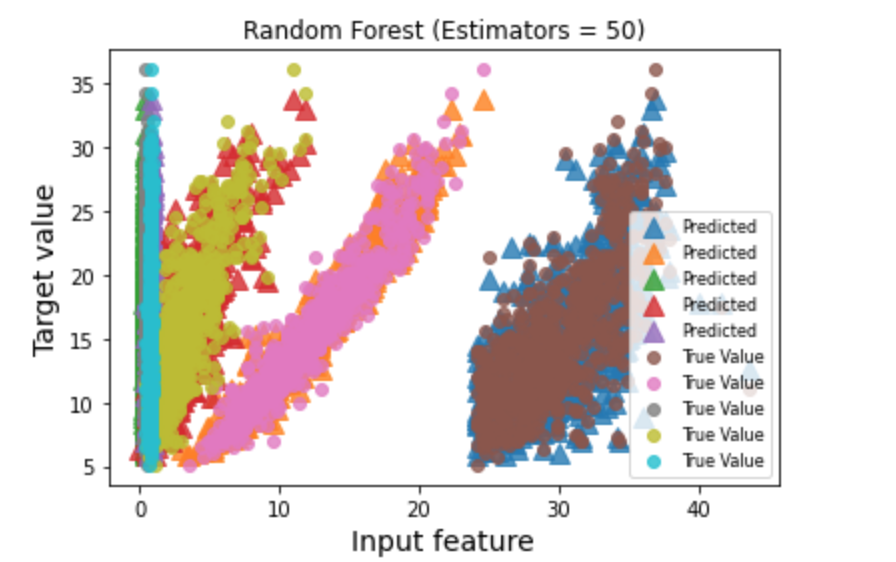 Random Forest (Estimators = 50)
Target value
35
30
25
20
15
10
5
Predicted
Predicted
Predicted
Predicted
Predicted
True Value
True Value
True Value
True Value
True Value
0 10 20 30 40
Input feature